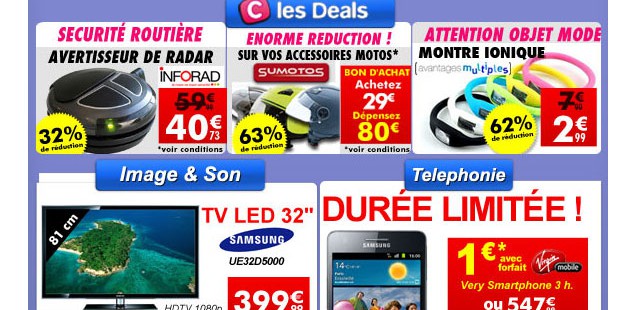 C les Deals
SECURITÉ ROUTIÈRE
AVERTISSEUR DE RADAR
INFORAD
59€
40€73
32%
de réduction
*voir conditions
ENORME REDUCTION !
SUR VOS ACCESSOIRES MOTOS*
SUMOTOS
BON D'ACHAT
Achetez
29€
Dépensez
80€
63%
de réduction
*voir conditions
ATTENTION OBJET MODE
MONTRE IONIQUE
(avantages multiples)
7€
2€99
62%
de réduction
Image & Son
81 cm
TV LED 32"
SAMSUNG
UE32D5000
HDTV 1080p
399€
Telephonie
DURÉE LIMITÉE !
SAMSUNG
1€*
avec
forfait
Virgin
mobile
Very Smartphone 3 h.
ou 547€